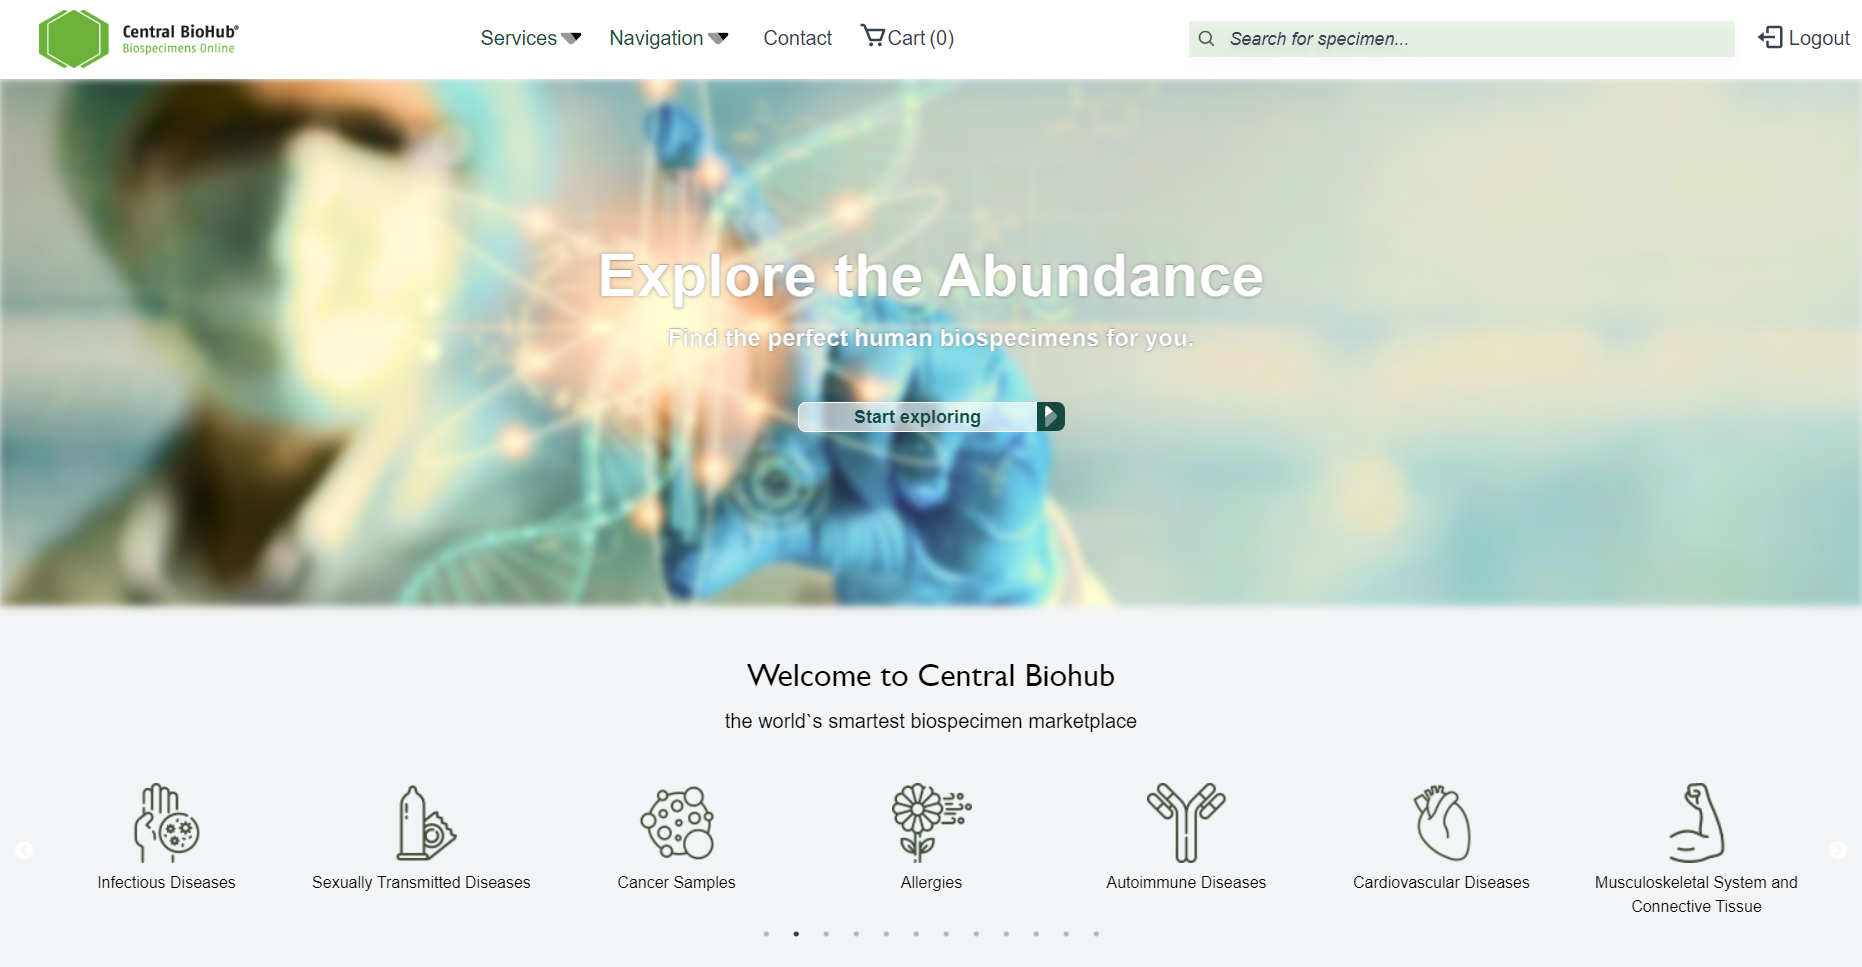 Central BioHub®
Biospecimens Online
Services
Navigation
Contact
Cart (0)
Search for specimen...
Logout
Explore the Abundance
Find the perfect human biospecimens for you.
Start exploring
Welcome to Central Biohub
the world`s smartest biospecimen marketplace
Infectious Diseases
Sexually Transmitted Diseases
Cancer Samples
Allergies
Autoimmune Diseases
Cardiovascular Diseases
Musculoskeletal System and
Connective Tissue